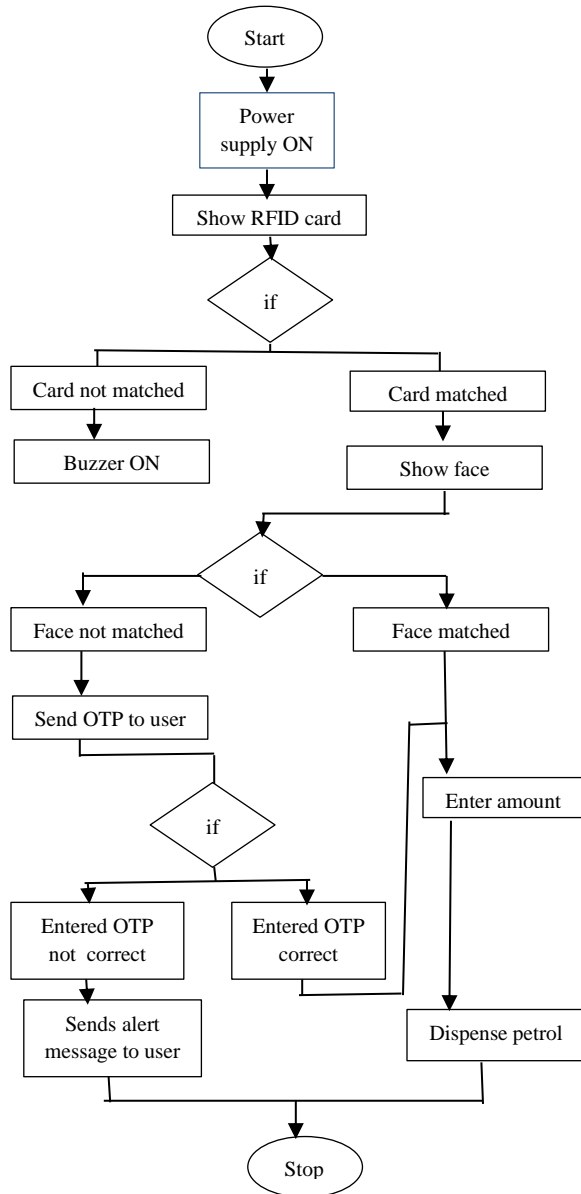 Start
Power
supply ON
Show RFID card
if
Card not matched
Card matched
Buzzer ON
Show face
if
Face not matched
Face matched
Send OTP to user
Enter amount
if
Entered OTP
not correct
Entered OTP
correct
Sends alert
message to user
Dispense petrol
Stop